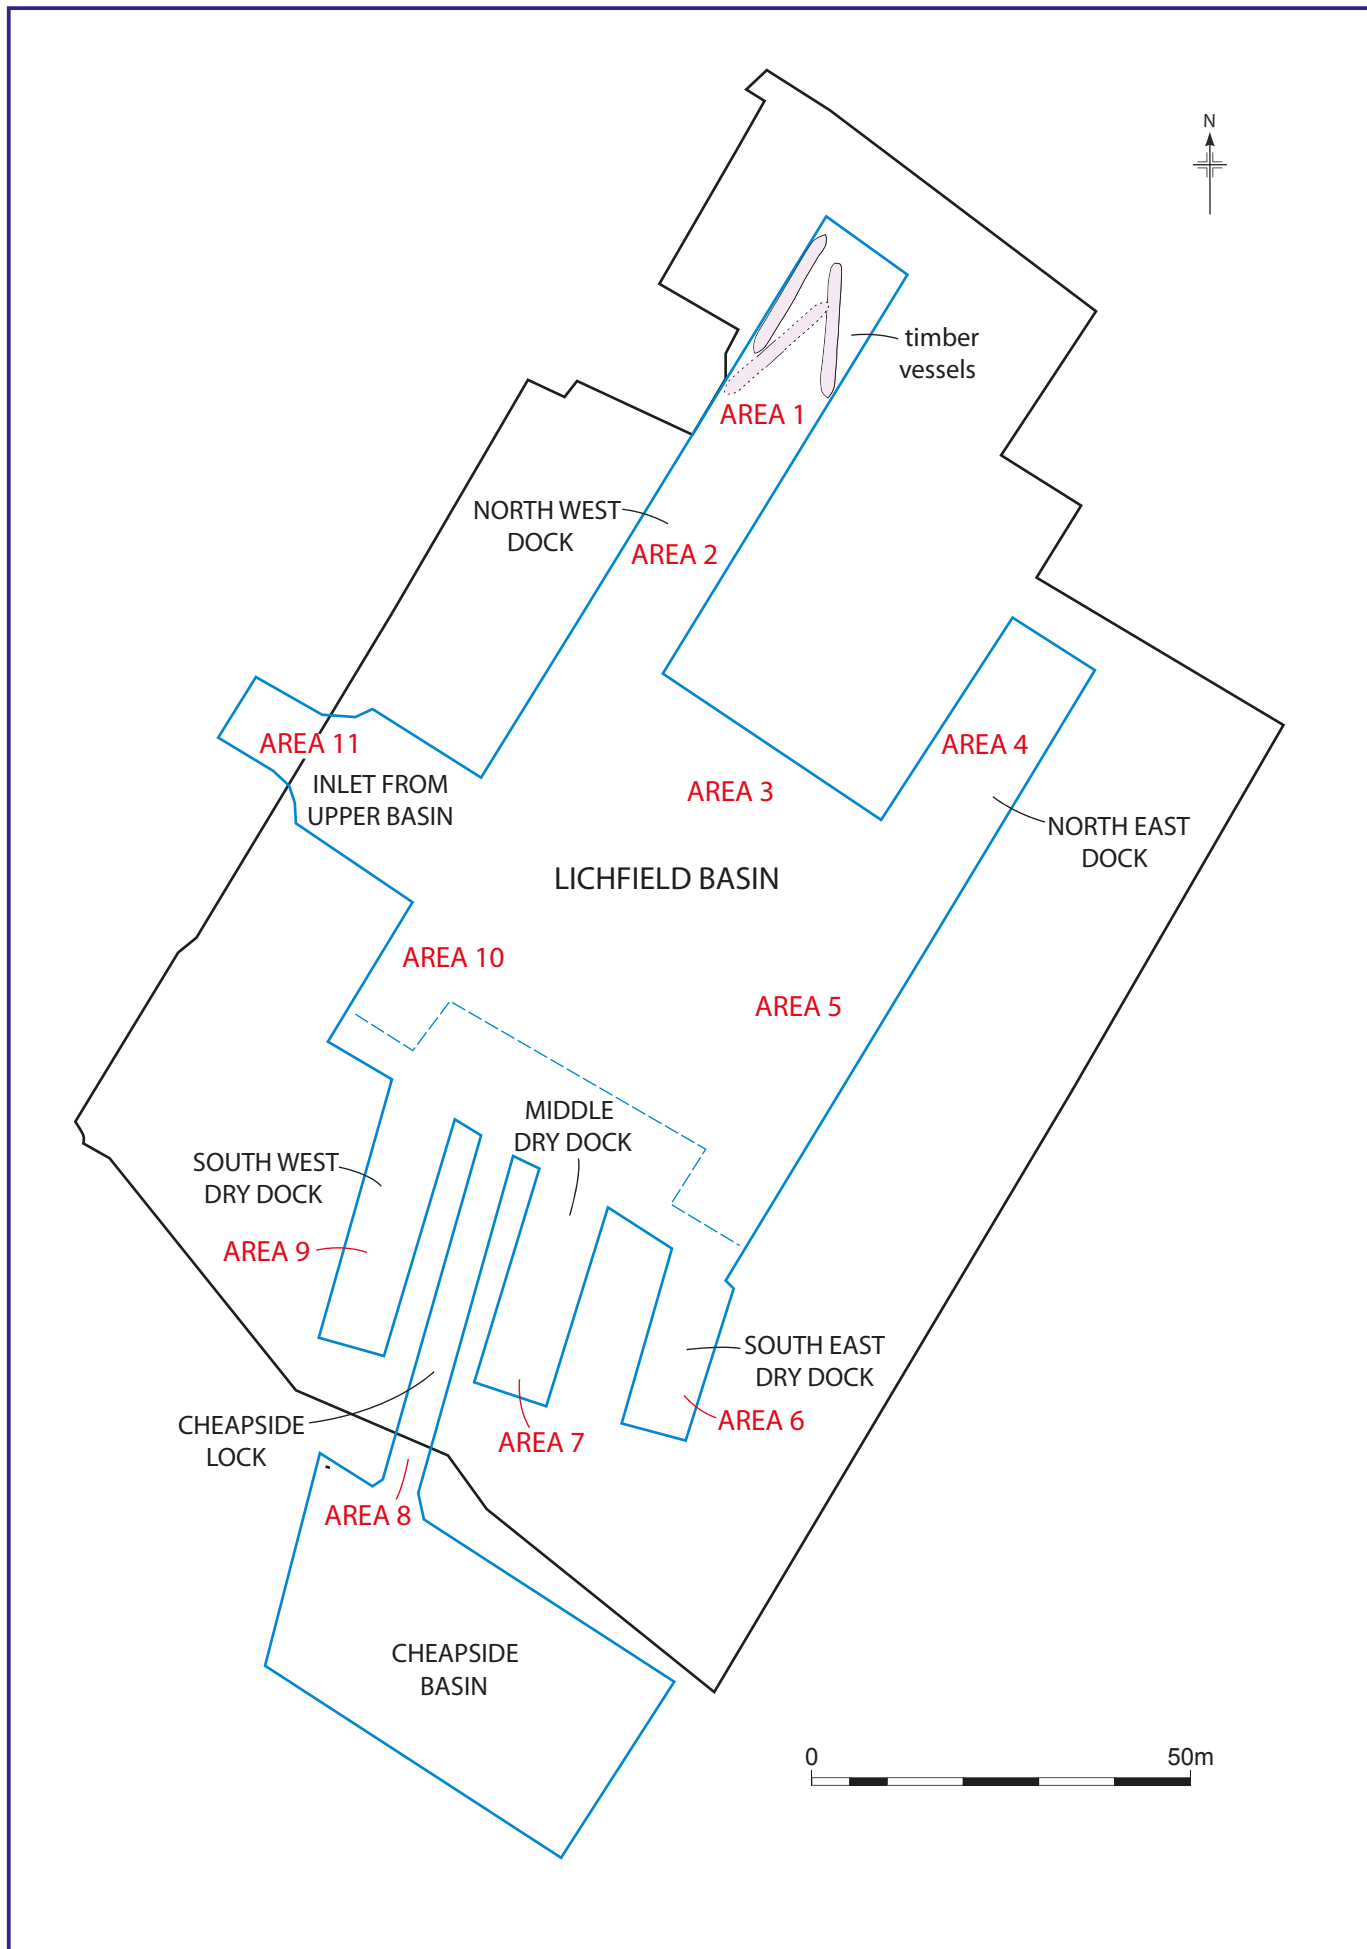 N
timber
vessels
AREA 1
NORTH WEST
DOCK
AREA 2
AREA 11
INLET FROM
UPPER BASIN
AREA 3
AREA 4
NORTH EAST
DOCK
LICHFIELD BASIN
AREA 10
AREA 5
MIDDLE
DRY DOCK
SOUTH WEST
DRY DOCK
AREA 9
SOUTH EAST
DRY DOCK
AREA 6
CHEAPSIDE
LOCK
AREA 7
AREA 8
CHEAPSIDE
BASIN
0
50m